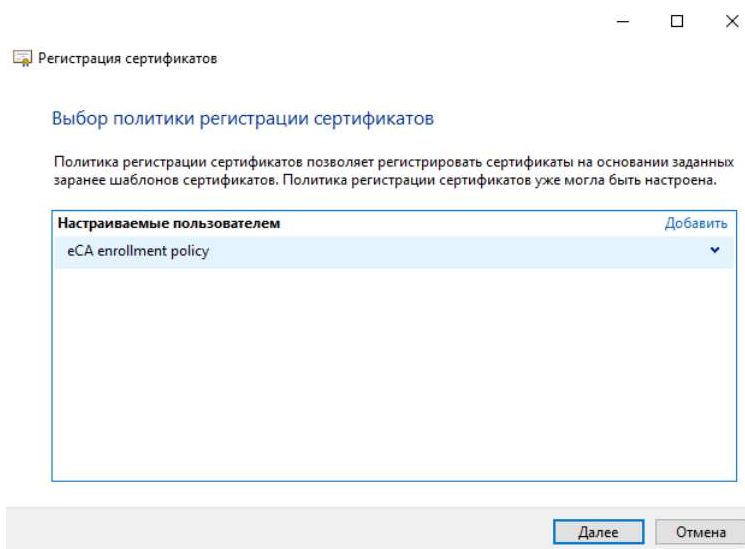 Регистрация сертификатов
Выбор политики регистрации сертификатов
Политика регистрации сертификатов позволяет регистрировать сертификаты на основании заданных
заранее шаблонов сертификатов. Политика регистрации сертификатов уже могла быть настроена.
Настраиваемые пользователем Добавить
eCA enrollment policy
Далее Отмена